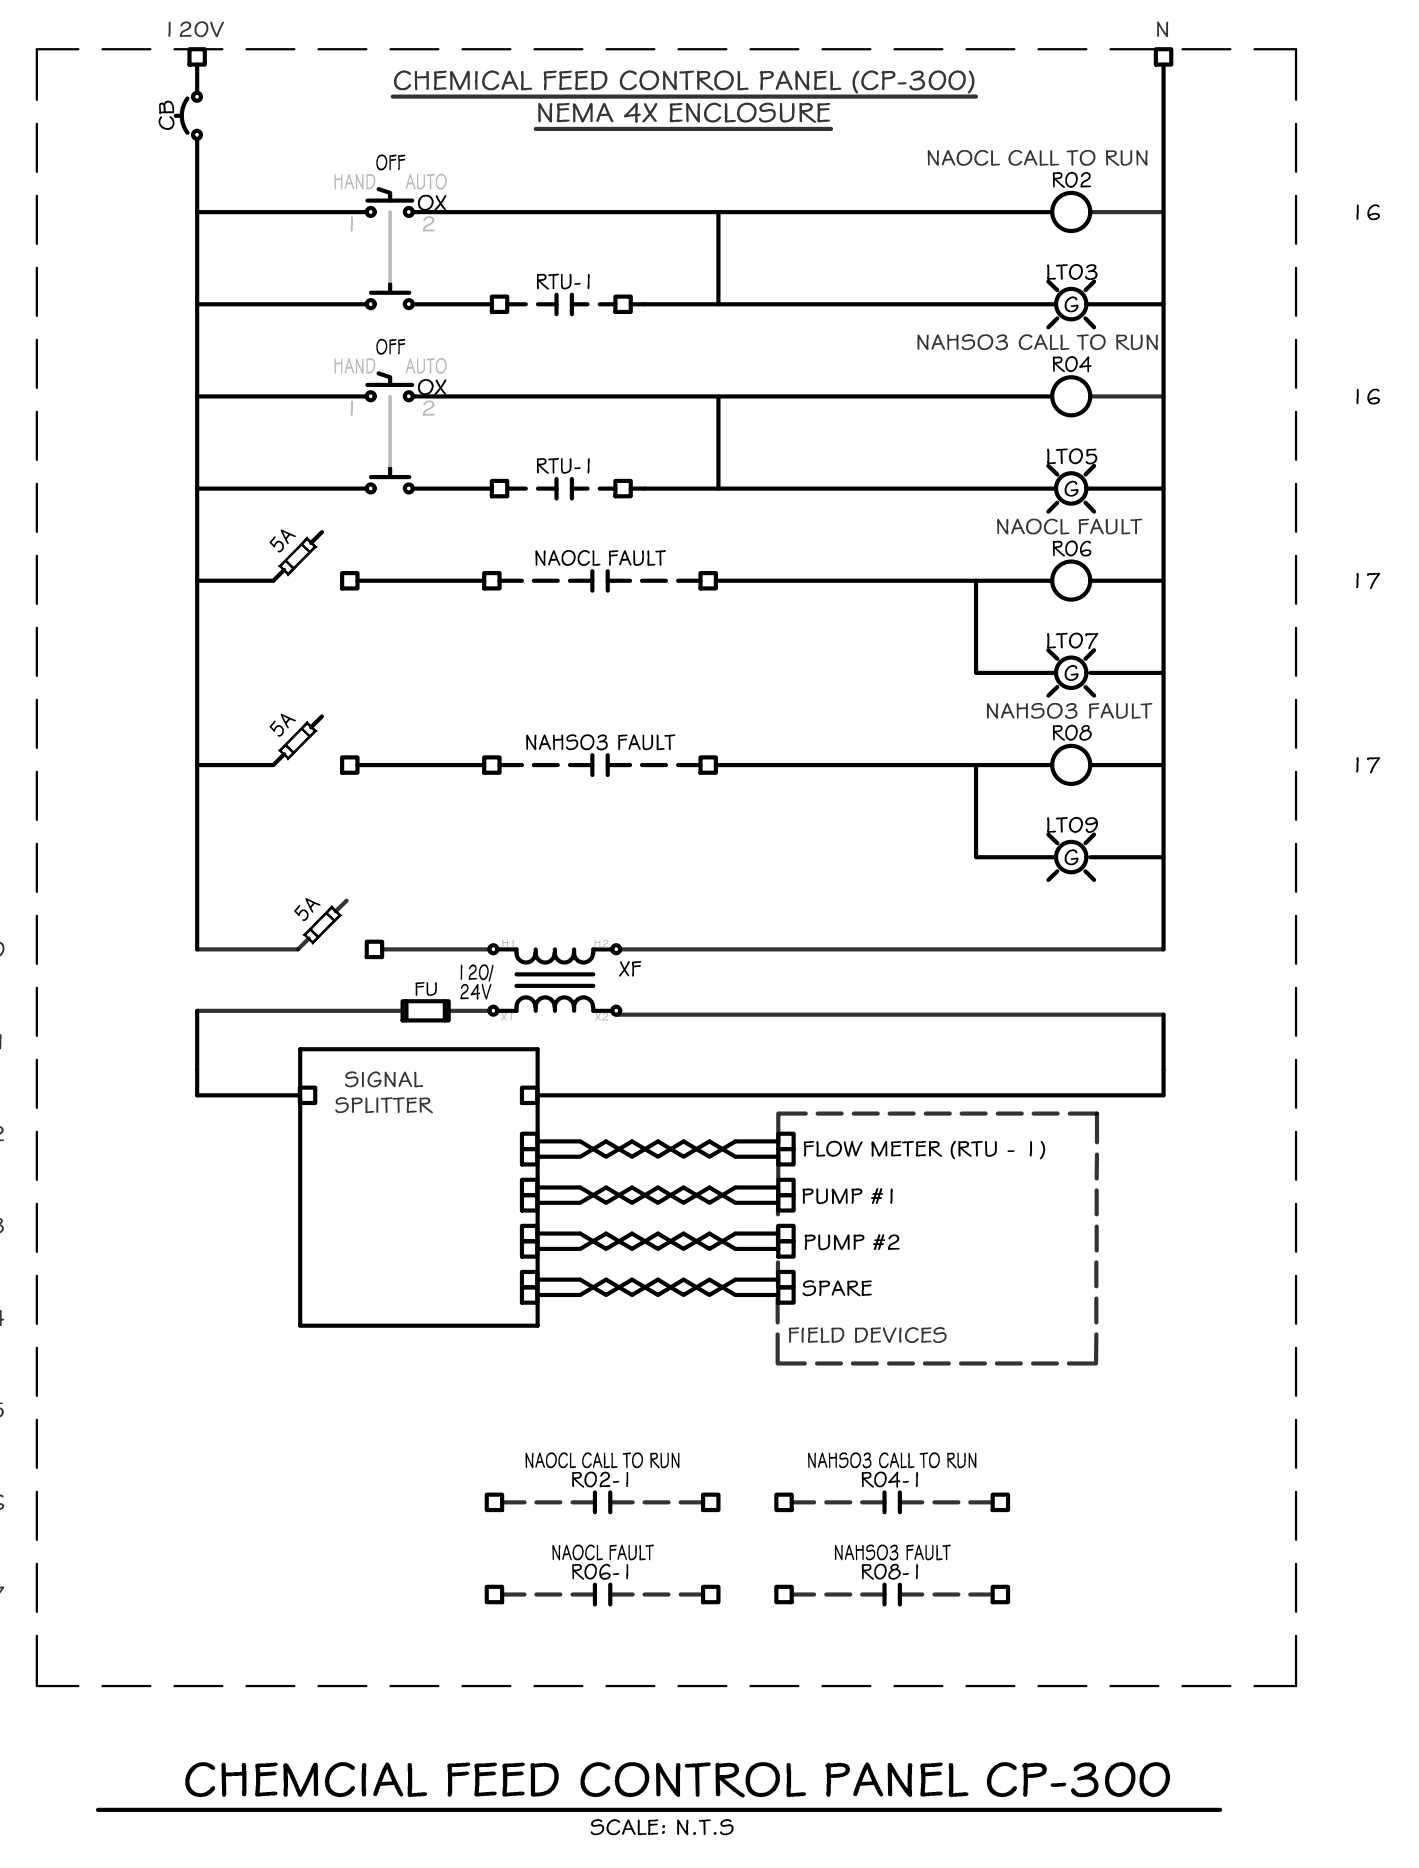 120V
N
CHEMICAL FEED CONTROL PANEL (CP-300)
NEMA 4X ENCLOSURE
CB
NAOCL CALL TO RUN
OFF
HAND AUTO
R02
OX
1 2
16
RTU-1
LT03
NAHSO3 CALL TO RUN
OFF
HAND AUTO
R04
OX
1 2
16
RTU-1
LT05
G
G
NAOCL FAULT
5A
NAOCL FAULT
R06
17
LT07
G
NAHSO3 FAULT
5A
NAHSO3 FAULT
R08
17
LT09
G
5A
H1 H2
120/
24V
XF
FU
X1 X2
SIGNAL
SPLITTER
FLOW METER (RTU - 1)
PUMP #1
PUMP #2
SPARE
FIELD DEVICES
NAOCL CALL TO RUN
R02-1
NAHSO3 CALL TO RUN
R04-1
NAOCL FAULT
R06-1
NAHSO3 FAULT
R08-1
CHEMCIAL FEED CONTROL PANEL CP-300
SCALE: N.T.S